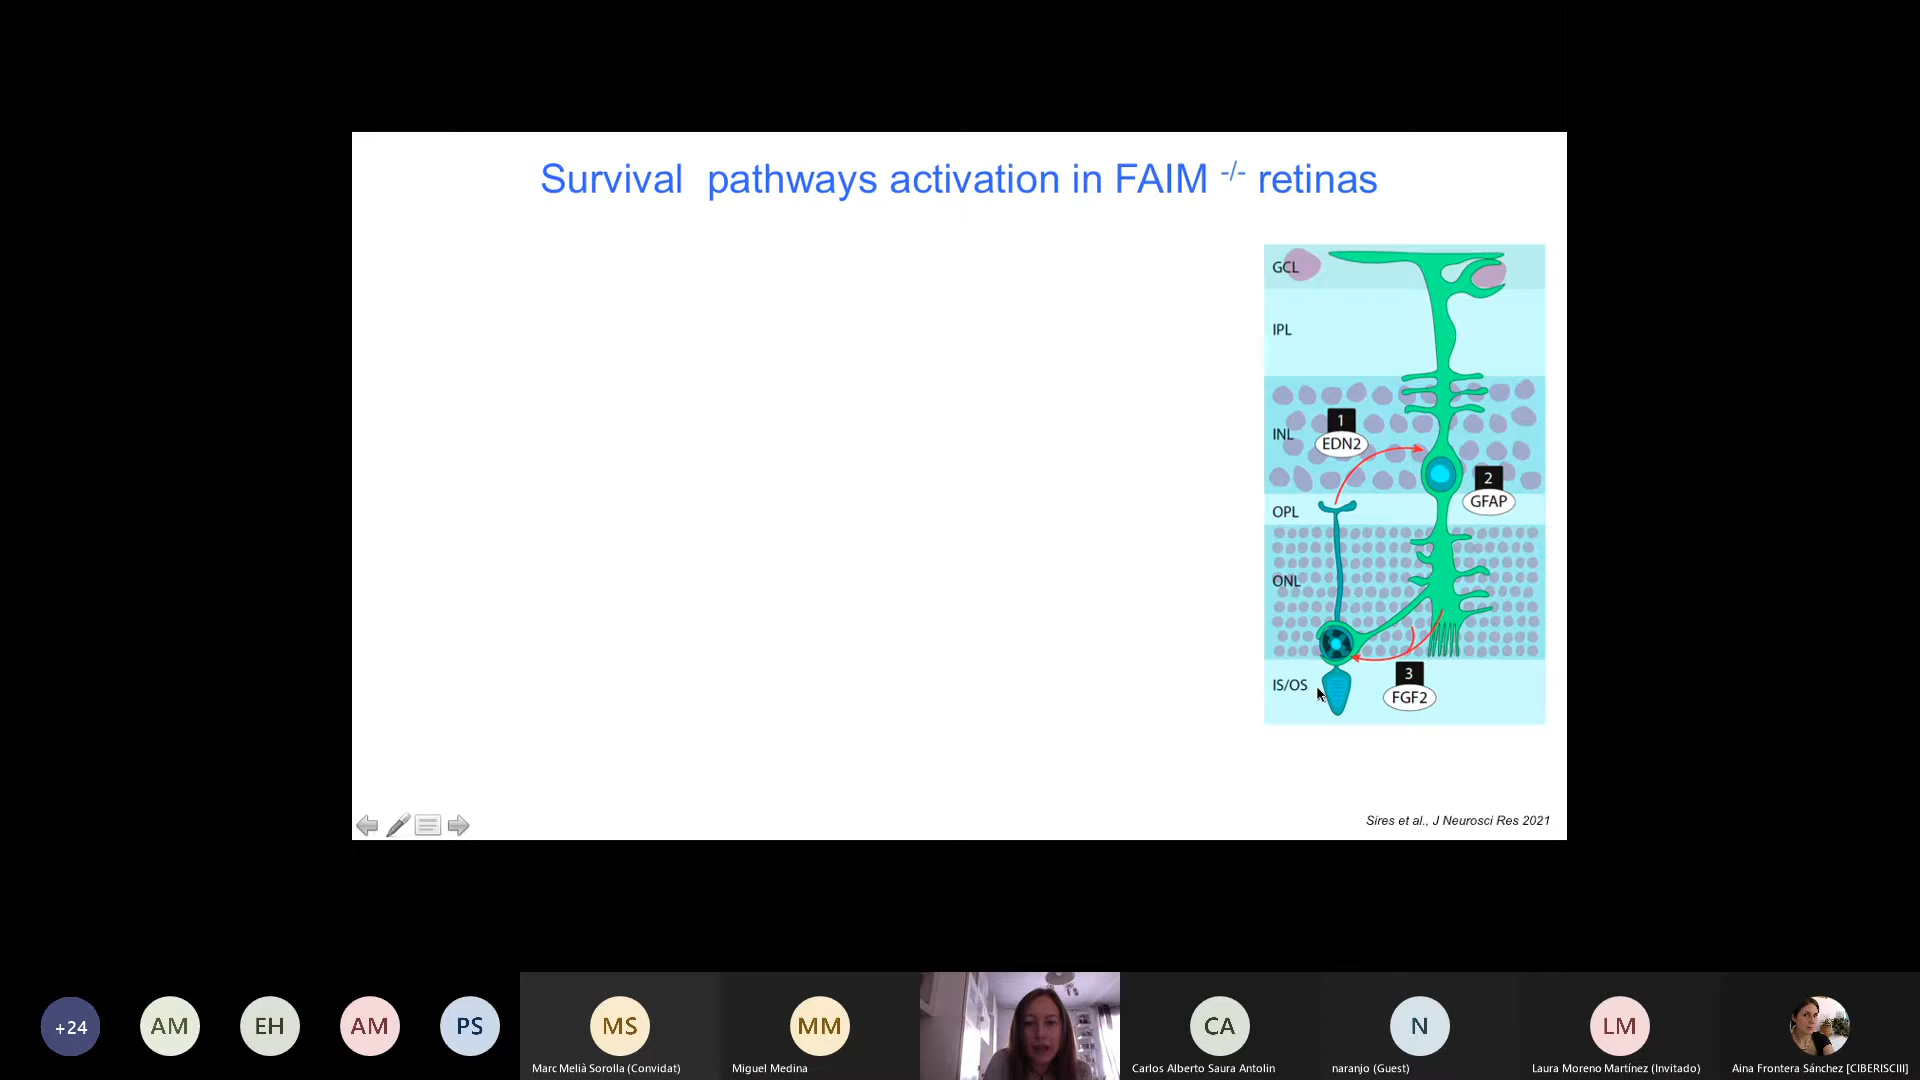 Survival  pathways activation in FAIM -/- retinas
GCL
IPL
1
EDN2
INL
2
GFAP
OPL
ONL
3
FGF2
IS/OS
Sires et al., J Neurosci Res 2021
+24
AM
EH
AM
PS
MS
MM
CA
N
LM
Marc Melià Sorolla (Convidat)
Miguel Medina
Carlos Alberto Saura Antolin
naranjo (Guest)
Laura Moreno Martínez (Invitado)
Aina Frontera Sánchez [CIBERISCIII]